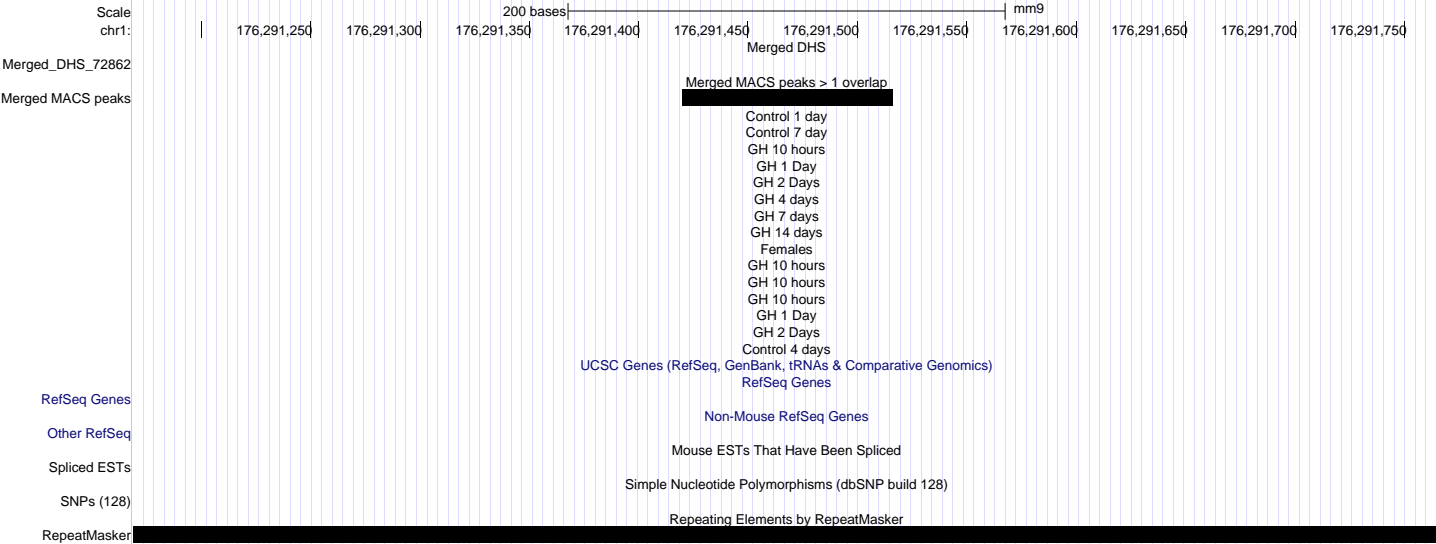 Scale 200 bases mm9
chr1: 176,291,250 176,291,300 176,291,350 176,291,400 176,291,450 176,291,500 176,291,550 176,291,600 176,291,650 176,291,700 176,291,750
Merged DHS
Merged_DHS_72862
Merged MACS peaks > 1 overlap
Merged MACS peaks
Control 1 day
Control 7 day
GH 10 hours
GH 1 Day
GH 2 Days
GH 4 days
GH 7 days
GH 14 days
Females
GH 10 hours
GH 10 hours
GH 10 hours
GH 1 Day
GH 2 Days
Control 4 days
UCSC Genes (RefSeq, GenBank, tRNAs & Comparative Genomics)
RefSeq Genes
RefSeq Genes
Non-Mouse RefSeq Genes
Other RefSeq
Mouse ESTs That Have Been Spliced
Spliced ESTs
Simple Nucleotide Polymorphisms (dbSNP build 128)
SNPs (128)
Repeating Elements by RepeatMasker
RepeatMasker